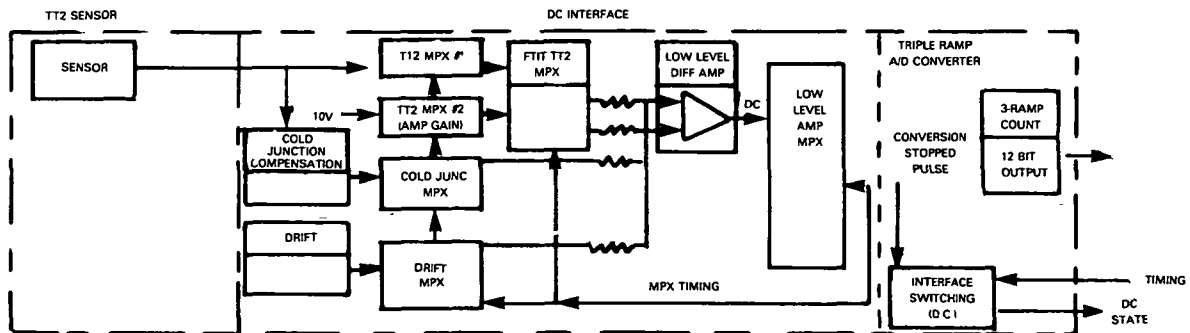 TT2 SENSOR
DC INTERFACE
SENSOR
T12 MPX #'
FTIT TT2
MPX
LOW LEVEL
DIFF AMP
TRIPLE RAMP
A/D CONVERTER
10V
TT2 MPX #2
(AMP GAIN)
DC
LOW
LEVEL
AMP
MPX
3-RAMP
COUNT
COLD
JUNCTION
COMPENSATION
CONVERSION
STOPPED
PULSE
12 BIT
OUTPUT
COLD JUNC
MPX
DRIFT
DRIFT
MPX
MPX TIMING
INTERFACE
SWITCHING
(DC)
TIMING
DC
STATE